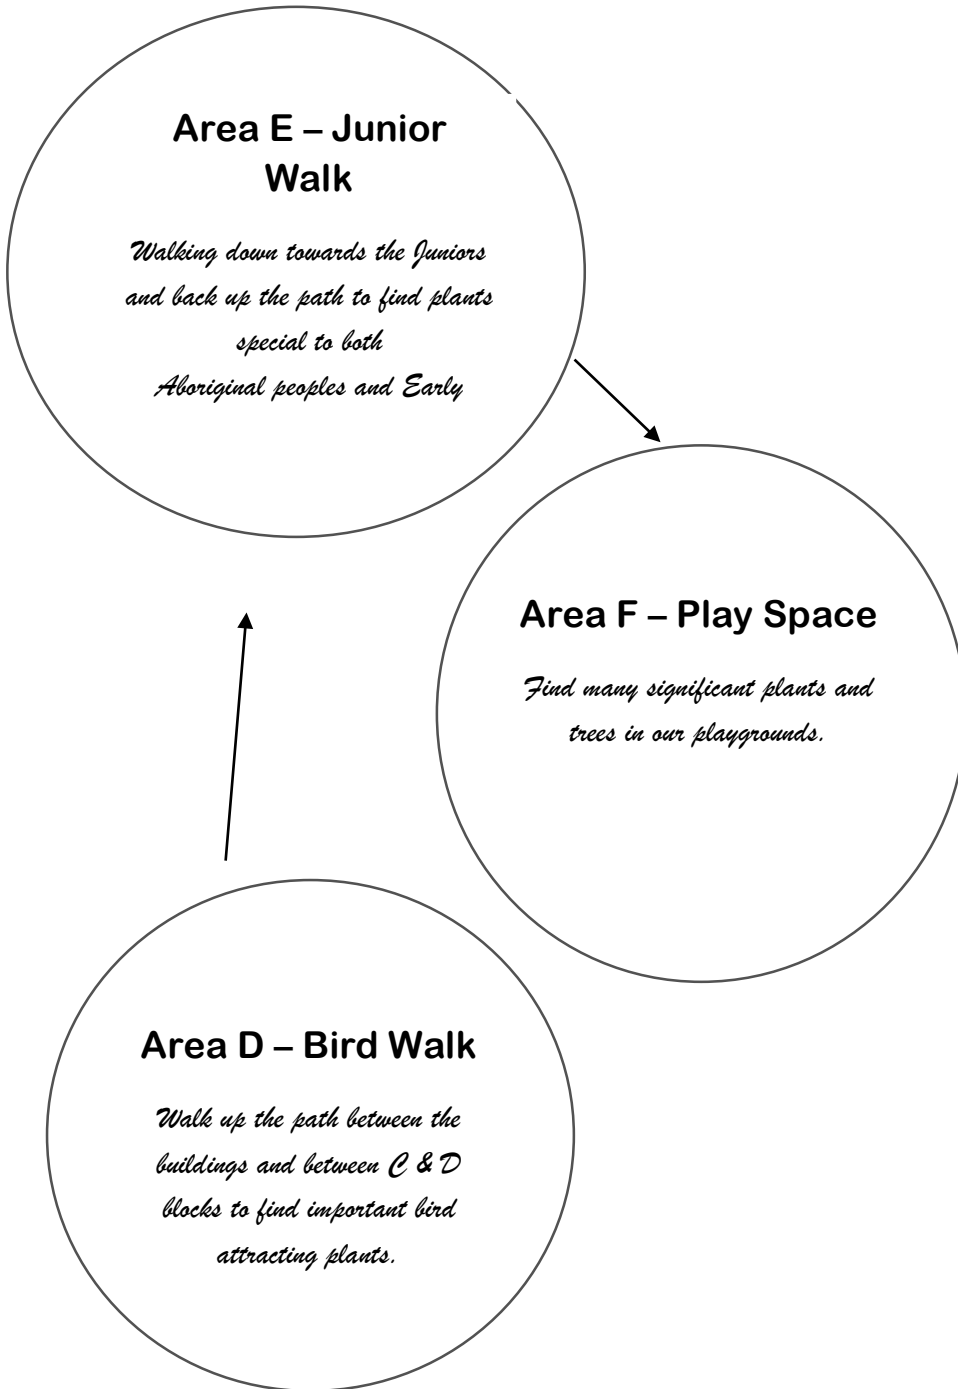 Area E – Junior
Walk
Walking down towards the Juniors
and back up the path to find plants
special to both
Aboriginal peoples and Early
Area F – Play Space
Find many significant plants and
trees in our playgrounds.
Area D – Bird Walk
Walk up the path between the
buildings and between C & D
blocks to find important bird
attracting plants.